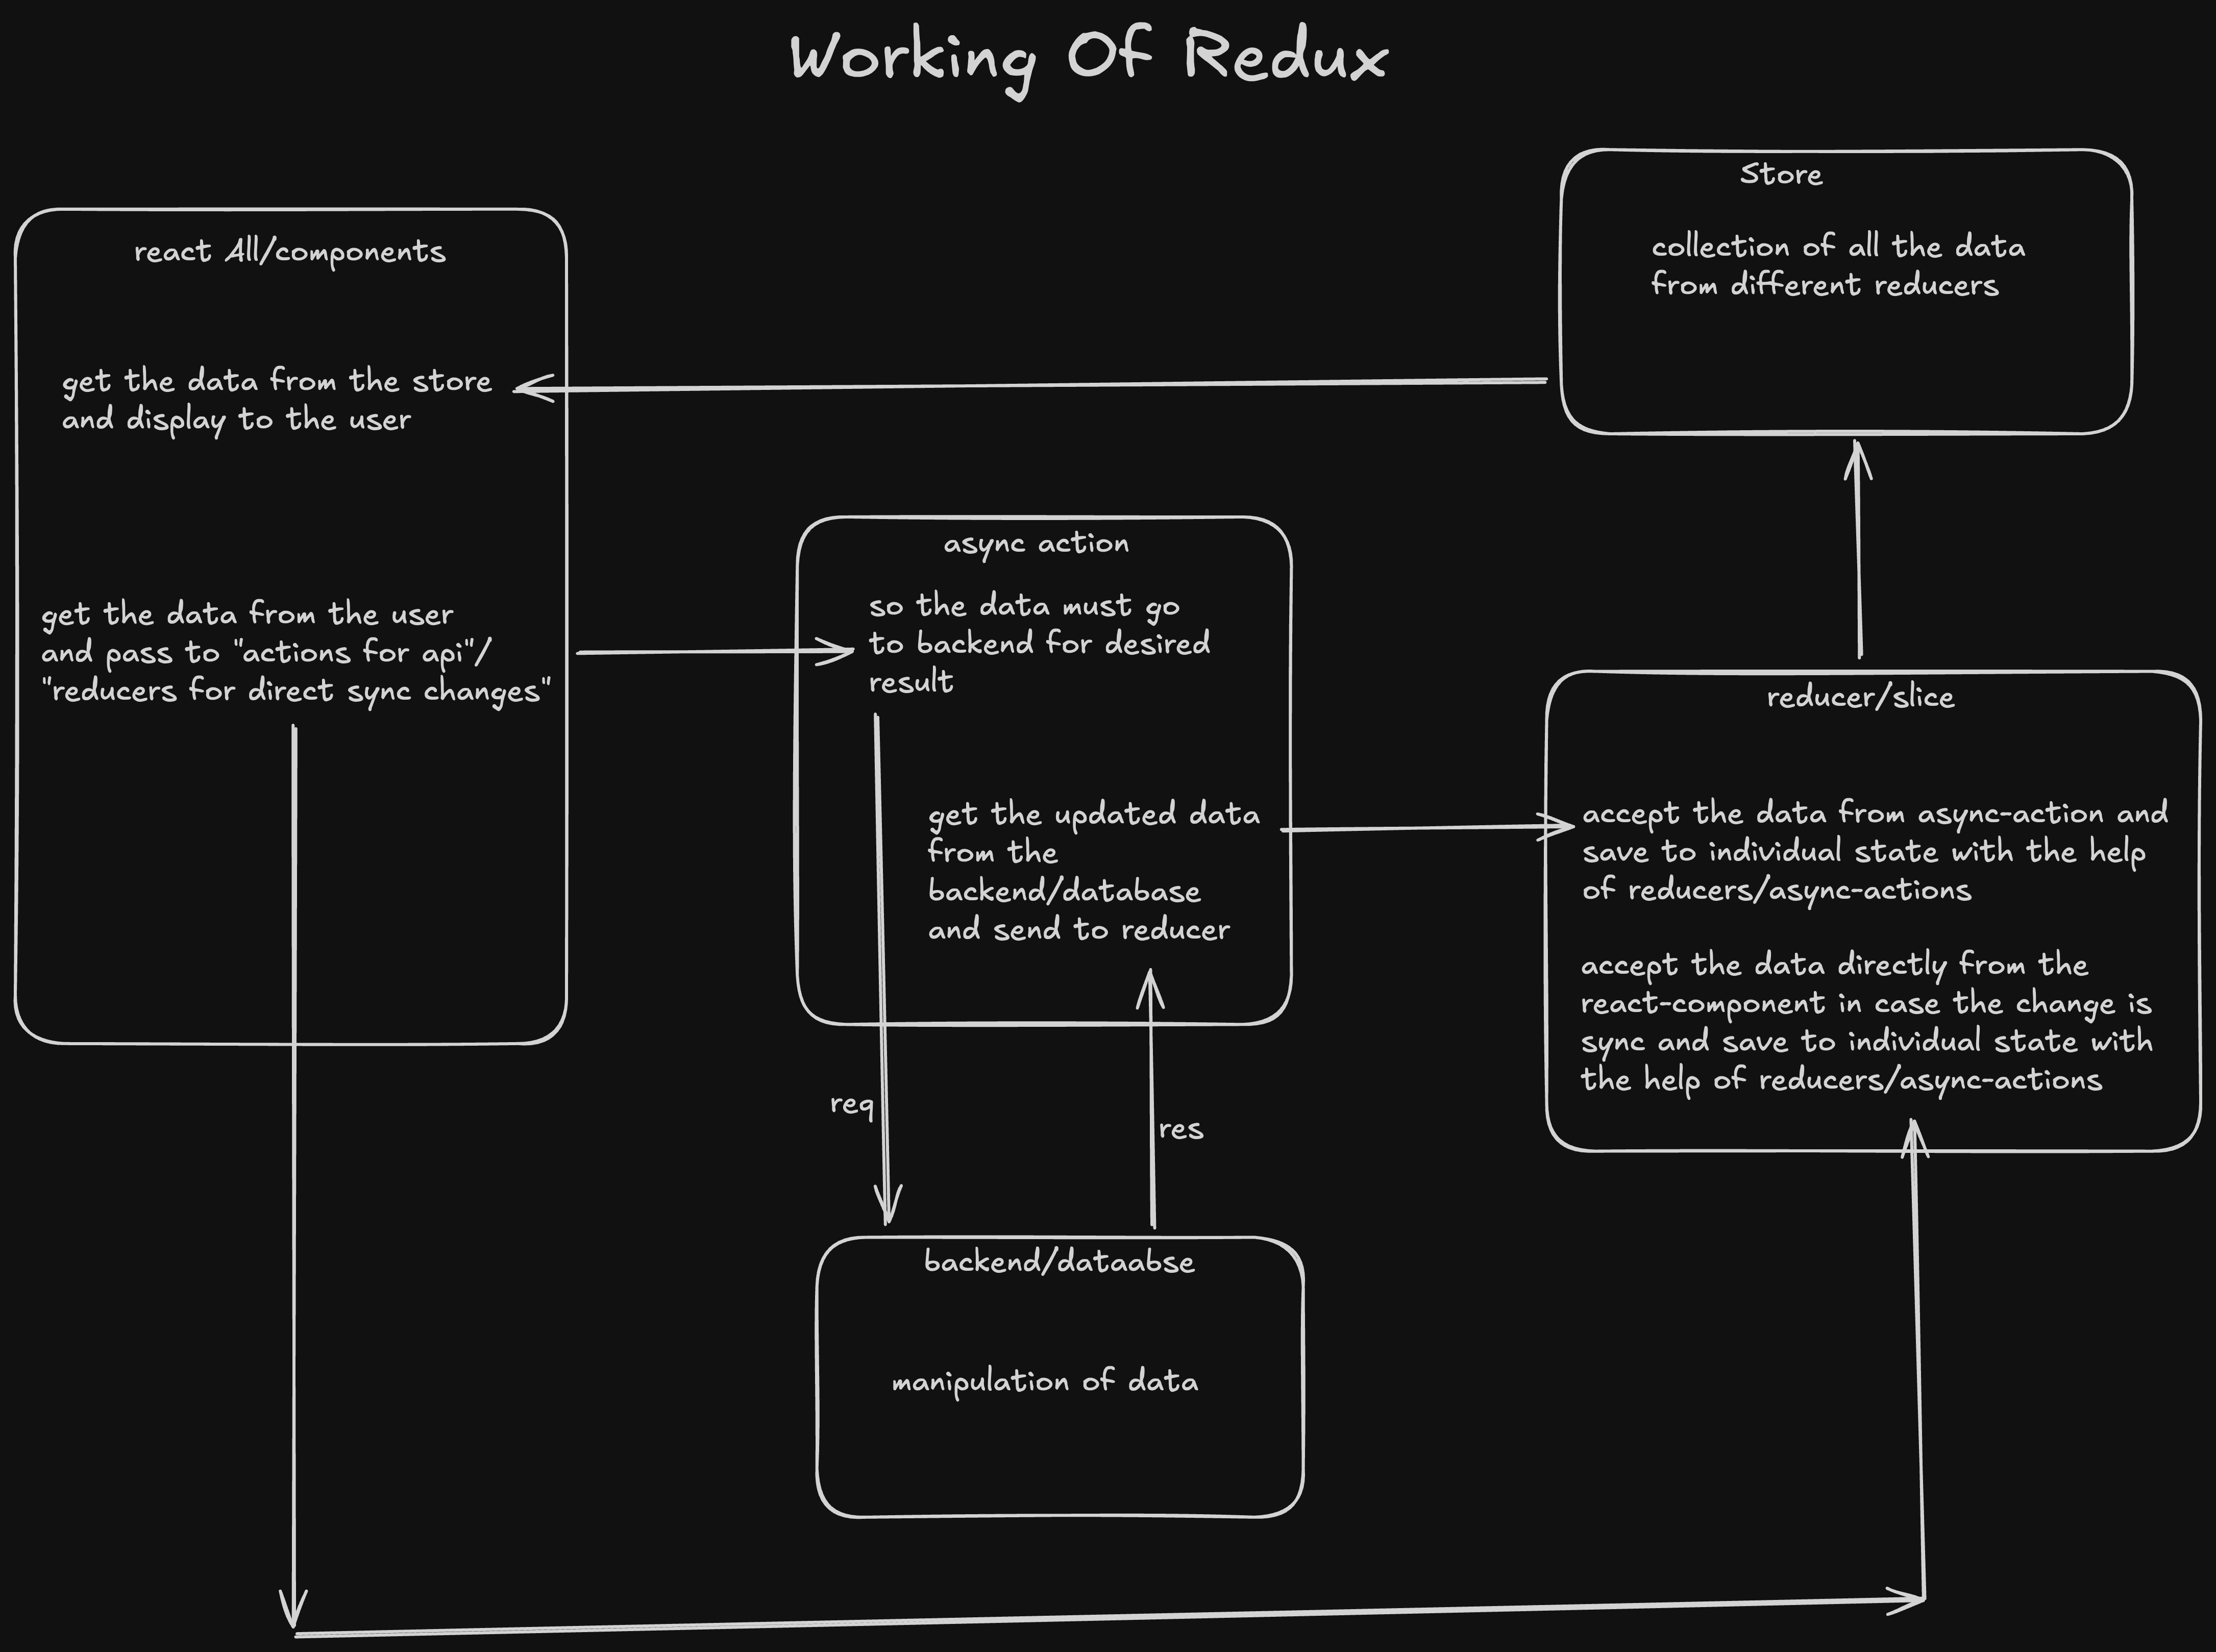 Working Of Redux
Store
collection of all the data
from different reducers
react All/components
get the data from the store
and display to the user
get the data from the user
and pass to "actions for api"/
"reducers for direct sync changes"
async action
so the data must go
to backend for desired
result
get the updated data
from the
backend/database
and send to reducer
reducer/slice
accept the data from async-action and
save to individual state with the help
of reducers/async-actions
accept the data directly from the
react-component in case the change is
sync and save to individual state with
the help of reducers/async-actions
req
res
backend/dataabse
manipulation of data